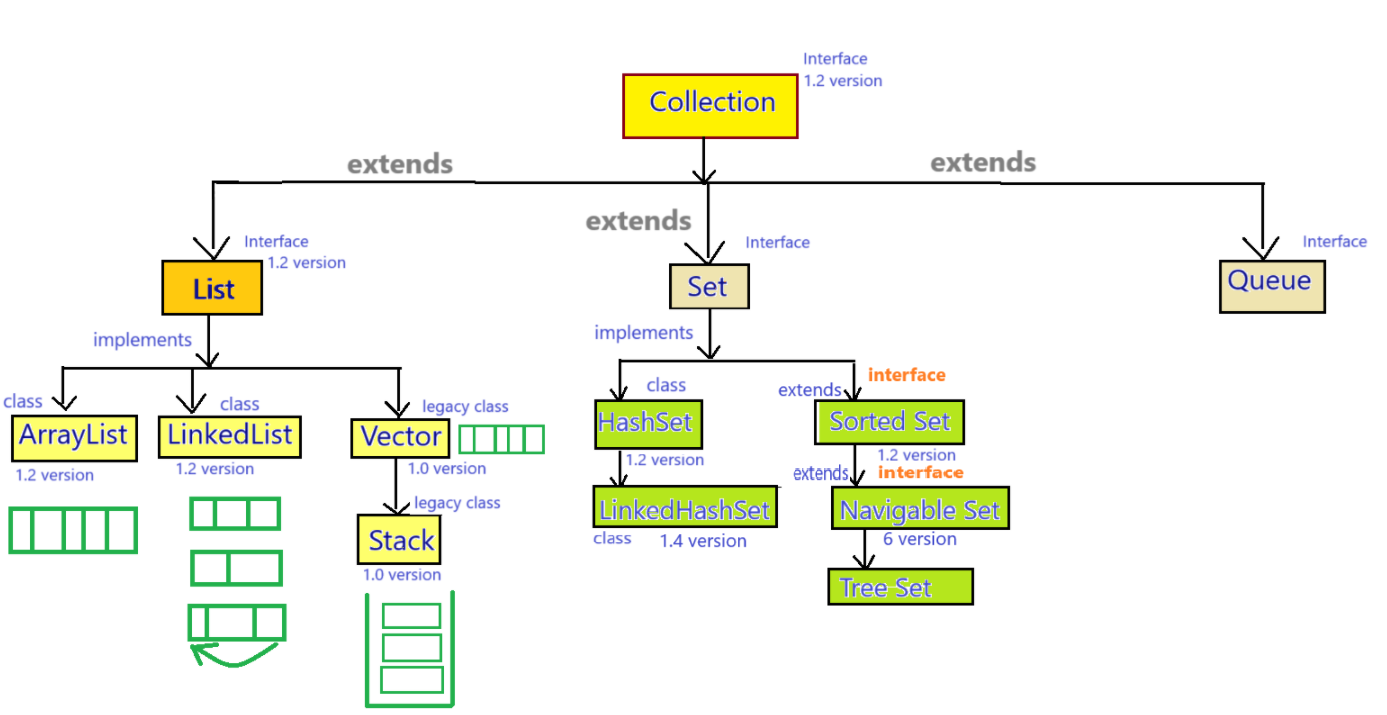 Interface
1.2 version
Collection
extends
extends
extends
Interface
1.2 version
List
Interface
Set
Interface
Queue
implements
implements
class
ArrayList
1.2 version
class
LinkedList
1.2 version
legacy class
Vector
1.0 version
legacy class
Stack
1.0 version
class
HashSet
1.2 version
LinkedHashSet
class
1.4 version
extends
interface
Sorted Set
1.2 version
extends
interface
Navigable Set
6 version
Tree Set